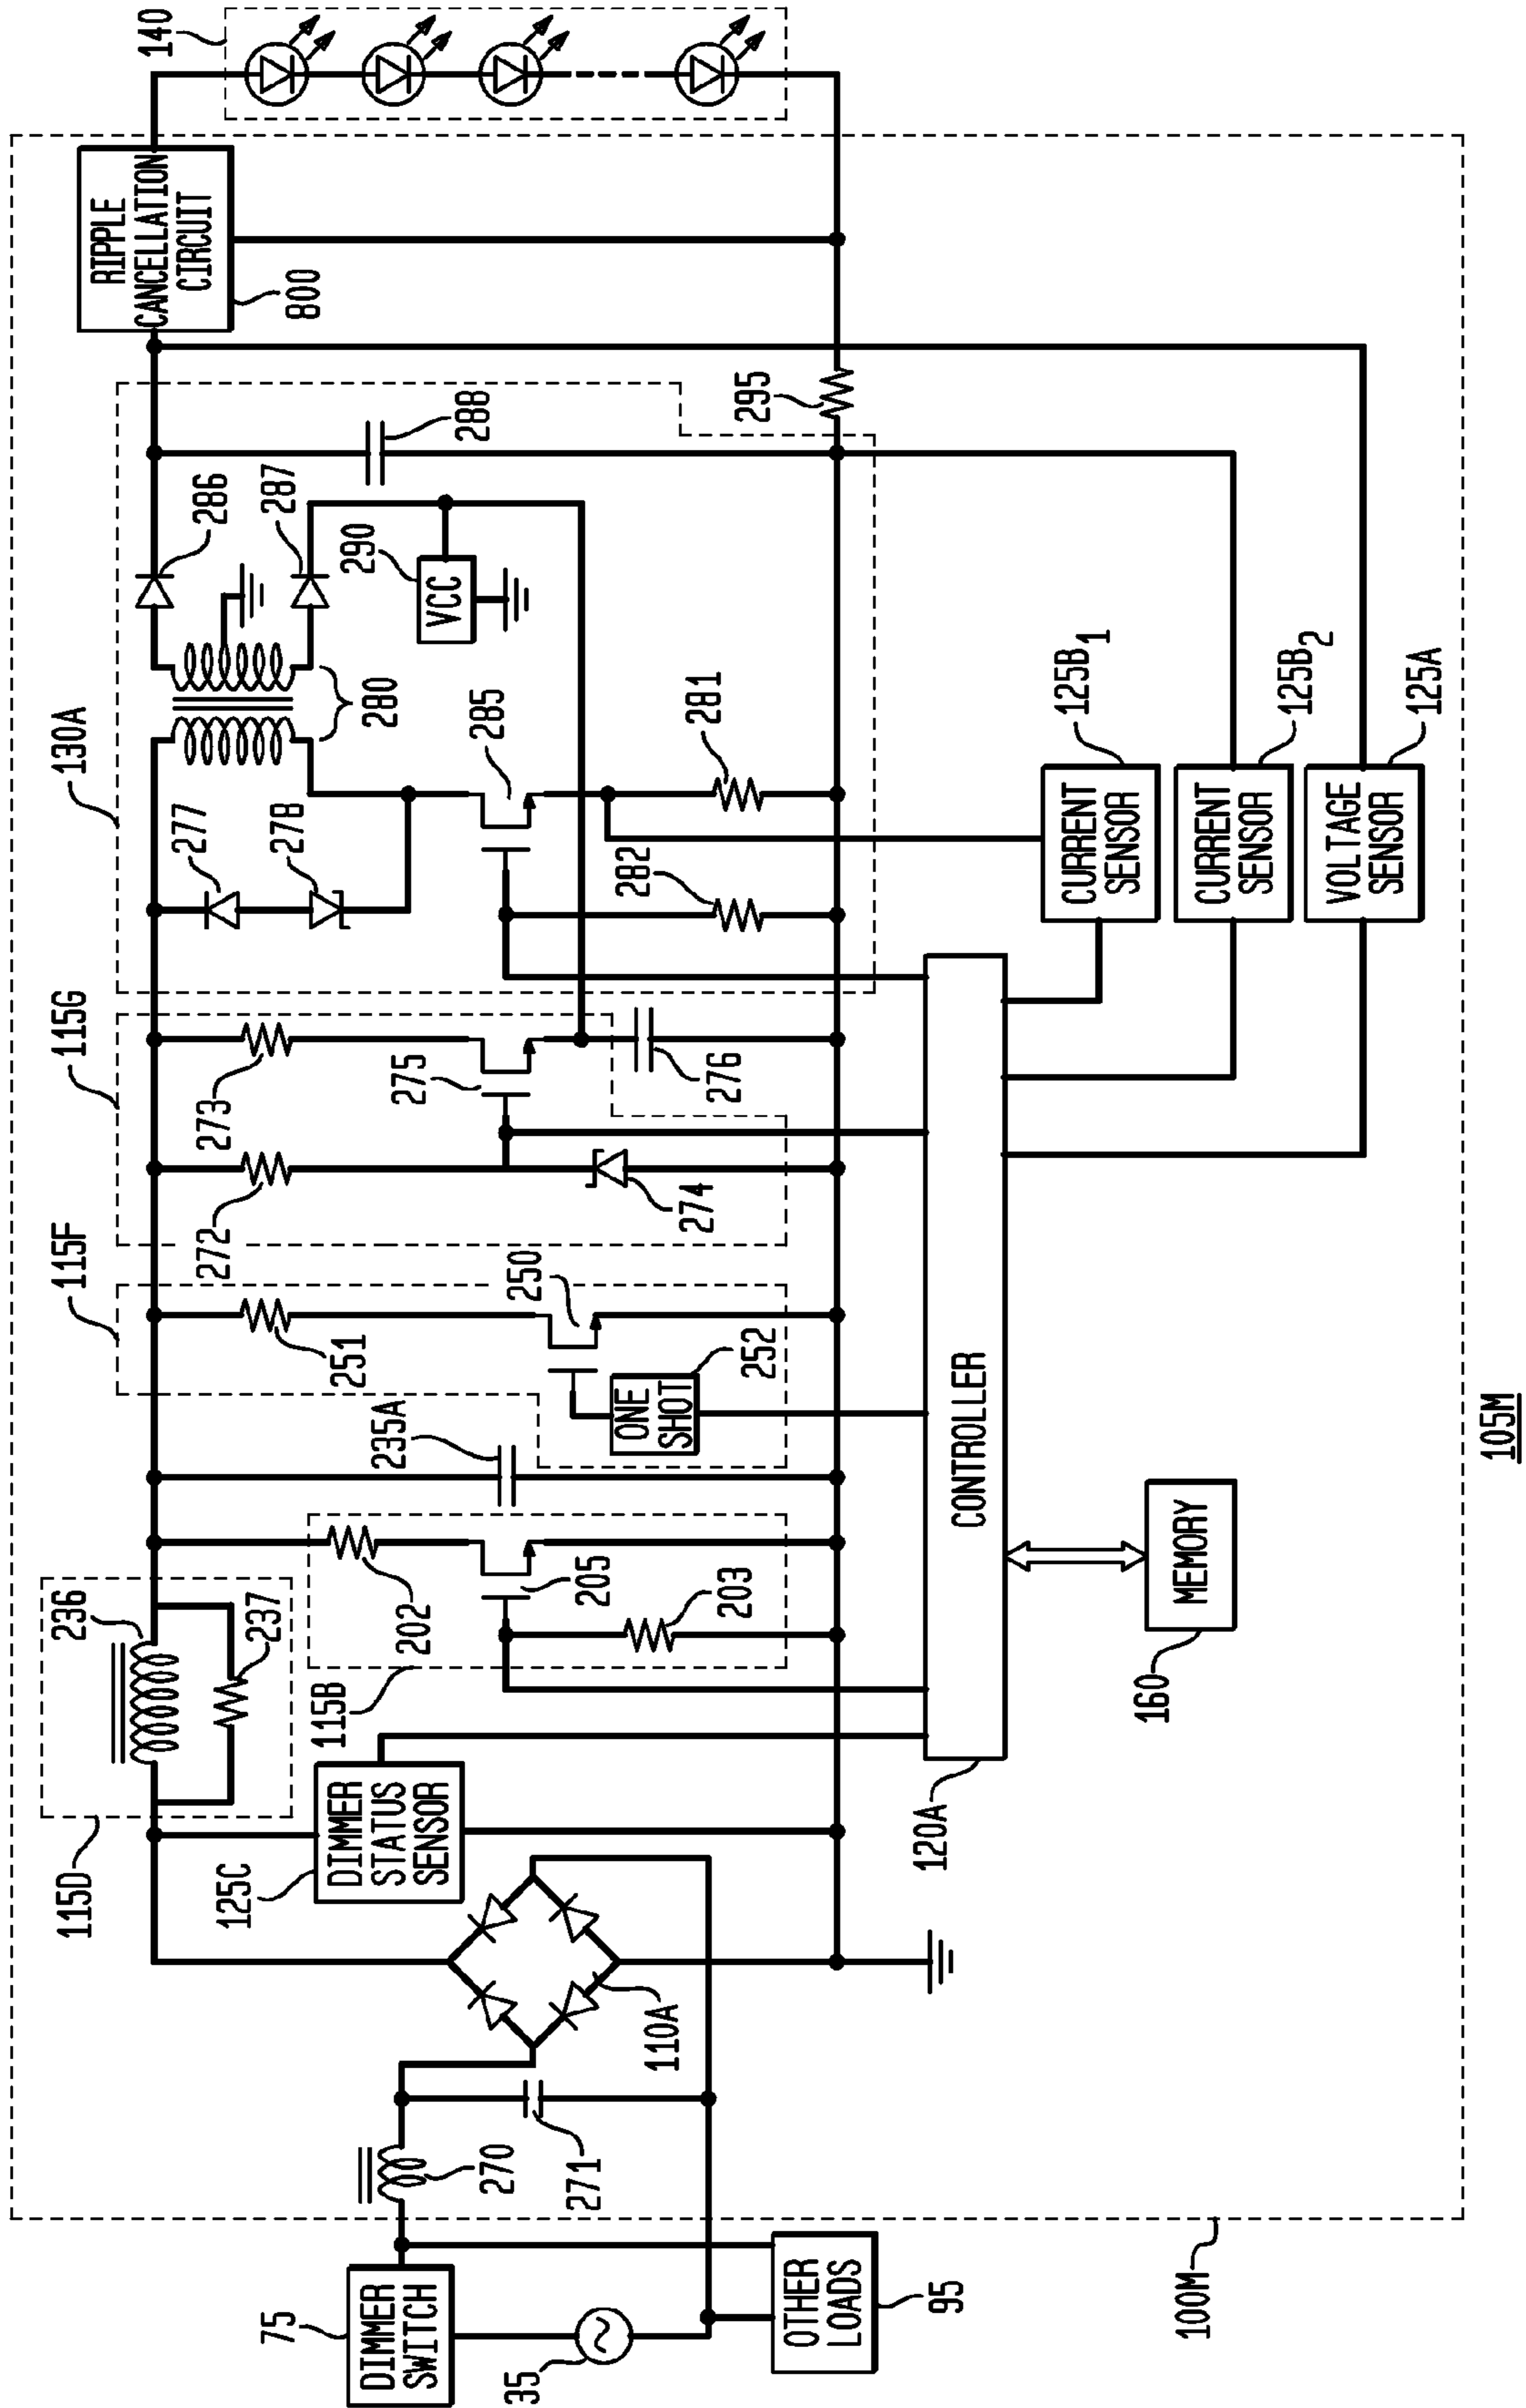 140
RIPPLE
CANCELLATION
CIRCUIT
800
295
288
286
287
290
VCC
280
130A
285
281
277
278
282
CURRENT
SENSOR
125B1
CURRENT
SENSOR
125B2
VOLTAGE
SENSOR
125A
115G
273
275
276
272
274
115F
251
250
ONE
SHOT
252
235A
236
237
115D
202
205
203
115B
DIMMER
STATUS
SENSOR
125C
CONTROLLER
120A
MEMORY
160
110A
270
271
DIMMER
SWITCH
75
35
OTHER
LOADS
95
100M
105M